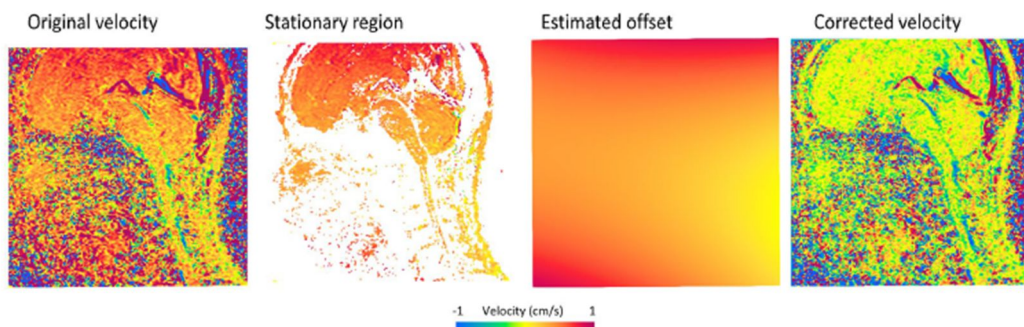 Original velocity
Stationary region
Estimated offset
Corrected velocity
-1 Velocity (cm/s) 1